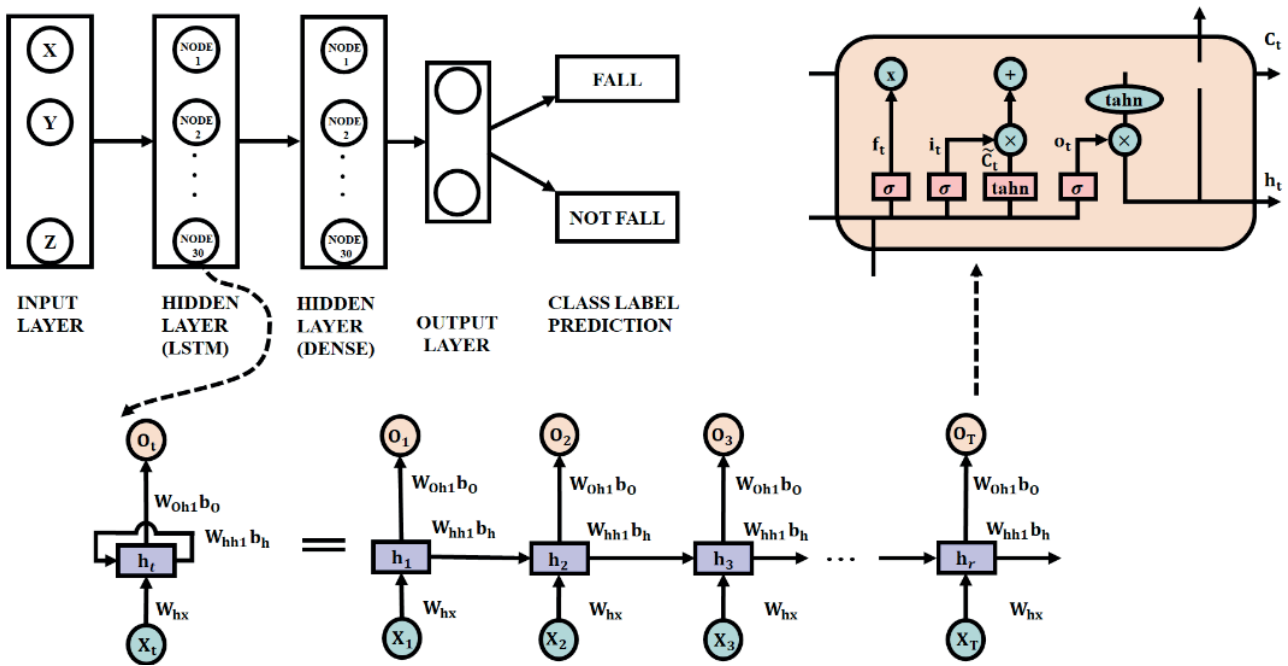 X
Y
Z
NODE
1
NODE
2
NODE
30
NODE
1
NODE
2
NODE
30
FALL
NOT FALL
INPUT
LAYER
HIDDEN
LAYER
(LSTM)
HIDDEN
LAYER
(DENSE)
OUTPUT
LAYER
CLASS LABEL
PREDICTION
x
+
tahn
×
×
f_t
i_t
C̃_t
o_t
σ
σ
tahn
σ
C_t
h_t
O_t
W_Oh1 b_O
W_hh1 b_h
h_t
W_hx
X_t
=
O_1
W_Oh1 b_O
W_hh1 b_h
h_1
W_hx
X_1
O_2
W_Oh1 b_O
W_hh1 b_h
h_2
W_hx
X_2
O_3
W_Oh1 b_O
W_hh1 b_h
h_3
W_hx
X_3
...
O_T
W_Oh1 b_O
W_hh1 b_h
h_r
W_hx
X_T